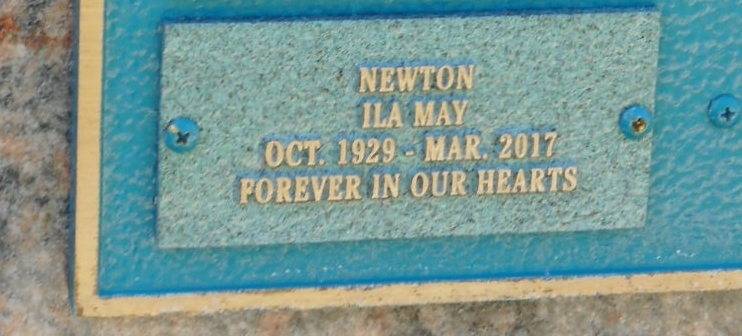 NEWTON
ILA MAY
OCT. 1929 - MAR. 2017
FOREVER IN OUR HEARTS